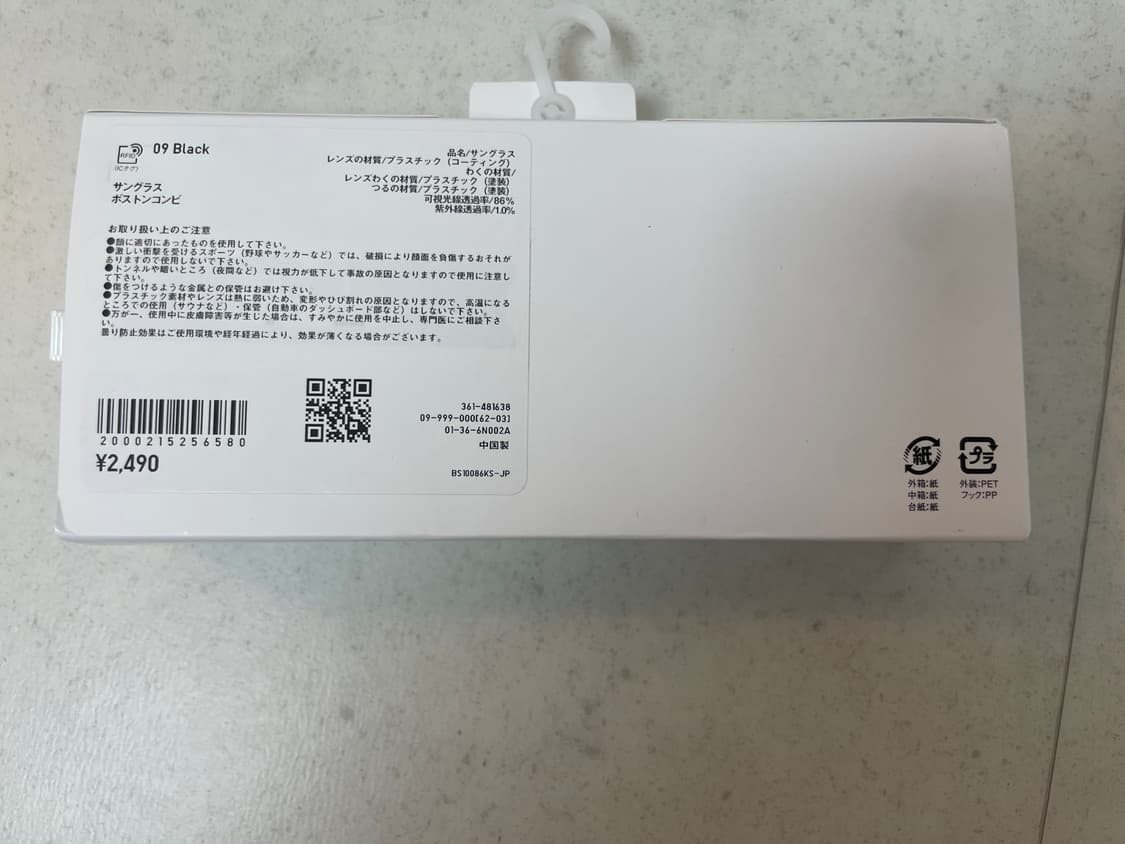 RFID
(ICタグ)
09 Black
サングラス
ボストンコンビ
品名/サングラス
レンズの材質/プラスチック (コーティング)
わくの材質/
レンズわくの材質/プラスチック (塗装)
つるの材質/プラスチック (塗装)
可視光線透過率/86%
紫外線透過率/1.0%
お取り扱い上のご注意
●顔に適切にあったものを使用して下さい。
●激しい衝撃を受けるスポーツ (野球やサッカーなど) では、破損により顔面を負傷するおそれが
ありますので使用しないで下さい。
●トンネルや暗いところ (夜間など) では視力が低下して事故の原因となりますので使用に注意し
て下さい。
●傷をつけるような金属との保管はお避け下さい。
●プラスチック素材やレンズは熱に弱いため、変形やひび割れの原因となりますので、高温になる
ところでの使用 (サウナなど) ・保管 (自動車のダッシュボード部など) はしないで下さい。
●万が一、使用中に皮膚障害等が生じた場合は、すみやかに使用を中止し、専門医にご相談下さ
い。
曇り防止効果はご使用環境や経年経過により、効果が薄くなる場合がございます。
2000215256580
¥2,490
361-481638
09-999-000[62-03]
01-36-6N002A
中国製
BS10086KS-JP
紙
外箱:紙
中箱:紙
台紙:紙
プラ
外装:PET
フック:PP